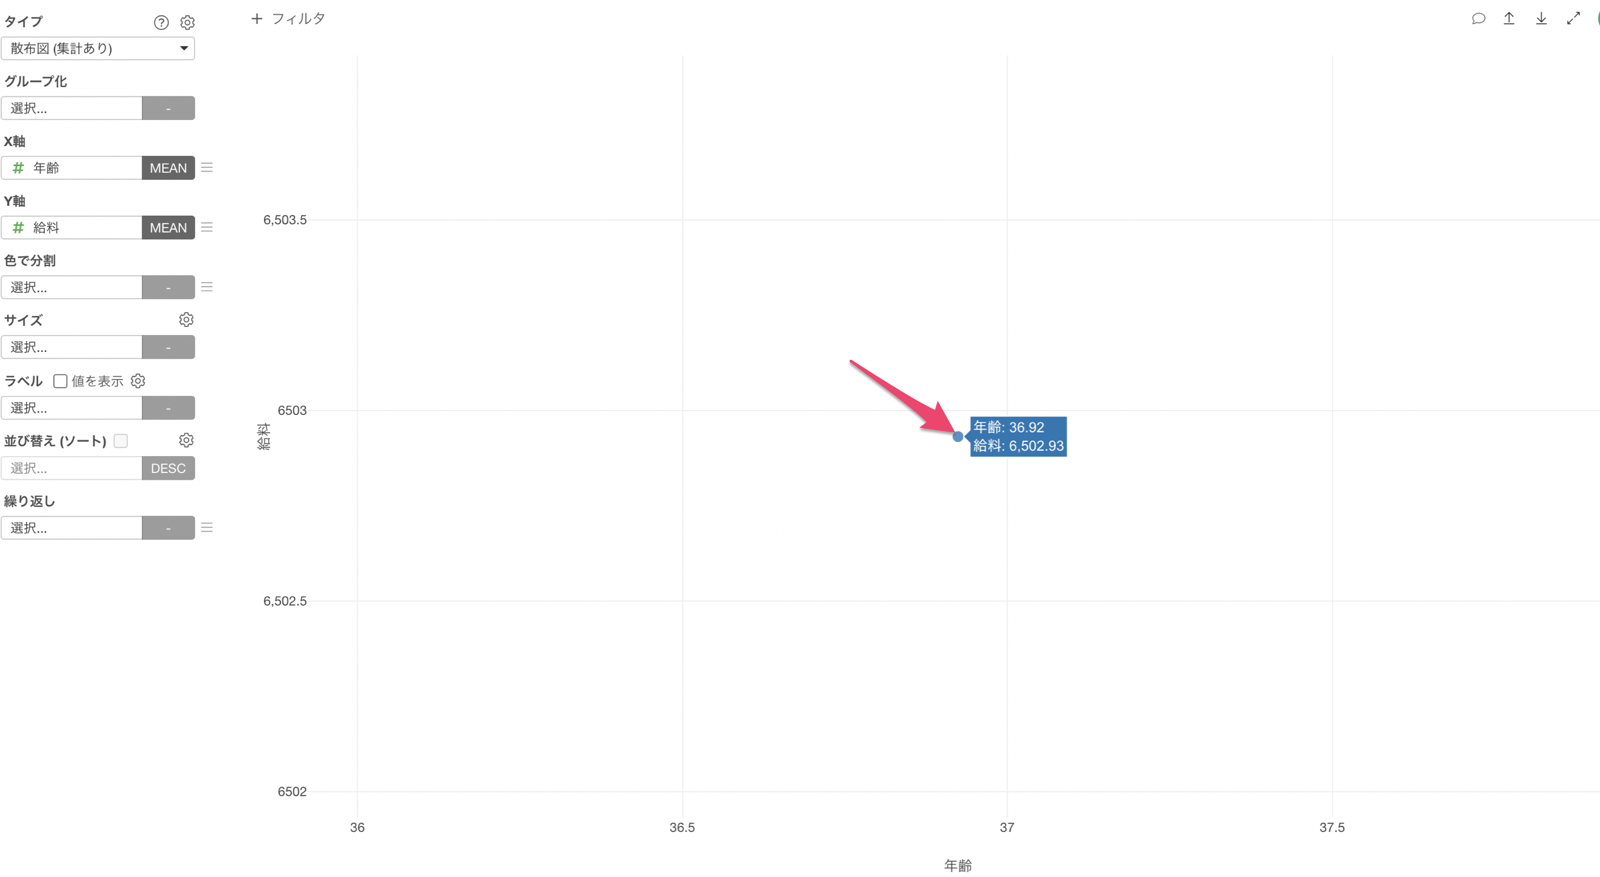 タイプ
散布図 (集計あり)
グループ化
選択... -
X軸
# 年齢 MEAN
Y軸
# 給料 MEAN
色で分割
選択... -
サイズ
選択... -
ラベル 値を表示
選択... -
並び替え (ソート)
選択... DESC
繰り返し
選択... -
+ フィルタ
6,503.5
6503
6,502.5
6502
給料
年齢: 36.92
給料: 6,502.93
36 36.5 37 37.5
年齢